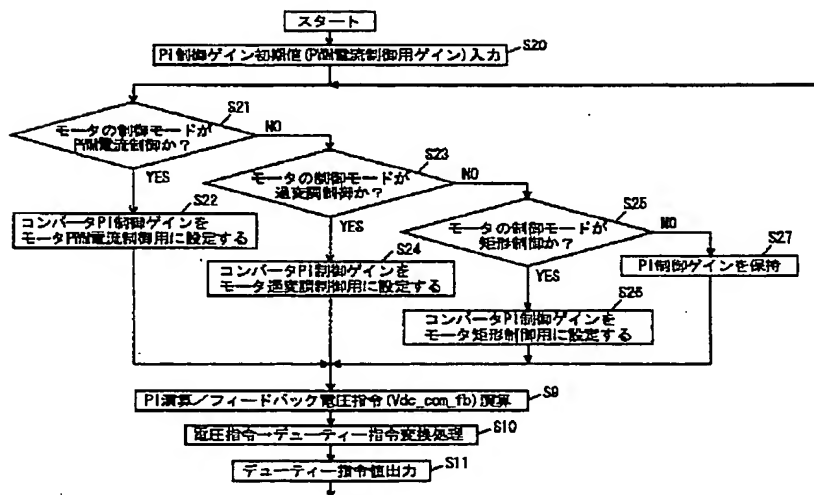 スタート
PI制御ゲイン初期値(PWM電流制御用ゲイン)入力
S20
モータの制御モードが
PWM電流制御か?
S21
NO
YES
モータの制御モードが
過変調制御か?
S23
NO
YES
S22
コンバータPI制御ゲインを
モータPWM電流制御用に設定する
モータの制御モードが
矩形制御か?
S25
NO
YES
S24
コンバータPI制御ゲインを
モータ過変調制御用に設定する
S27
PI制御ゲインを保持
S26
コンバータPI制御ゲインを
モータ矩形制御用に設定する
PI演算/フィードバック電圧指令(Vdc_com_fb)演算
S9
電圧指令→デューティー指令変換処理
S10
デューティー指令値出力
S11